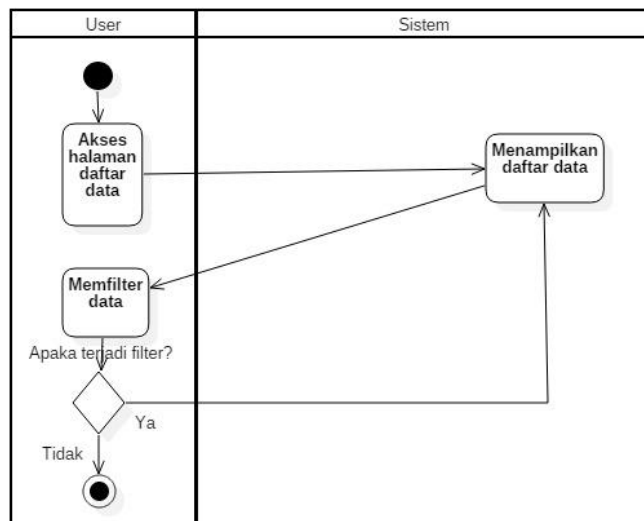 User
Sistem
Akses
halaman
daftar
data
Menampilkan
daftar data
Memfilter
data
Apaka terjadi filter?
Ya
Tidak